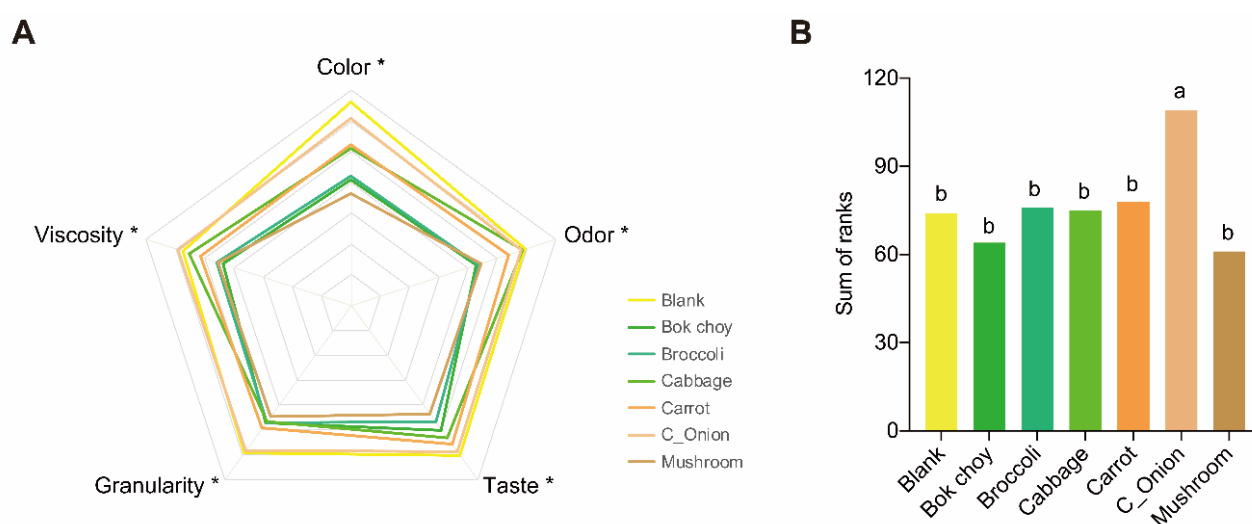 A
Color *
Odor *
Taste *
Granularity *
Viscosity *
Blank
Bok choy
Broccoli
Cabbage
Carrot
C_Onion
Mushroom
B
Sum of ranks
120
90
60
30
0
b
b
b
b
b
a
b
Blank
Bok choy
Broccoli
Cabbage
Carrot
C_Onion
Mushroom